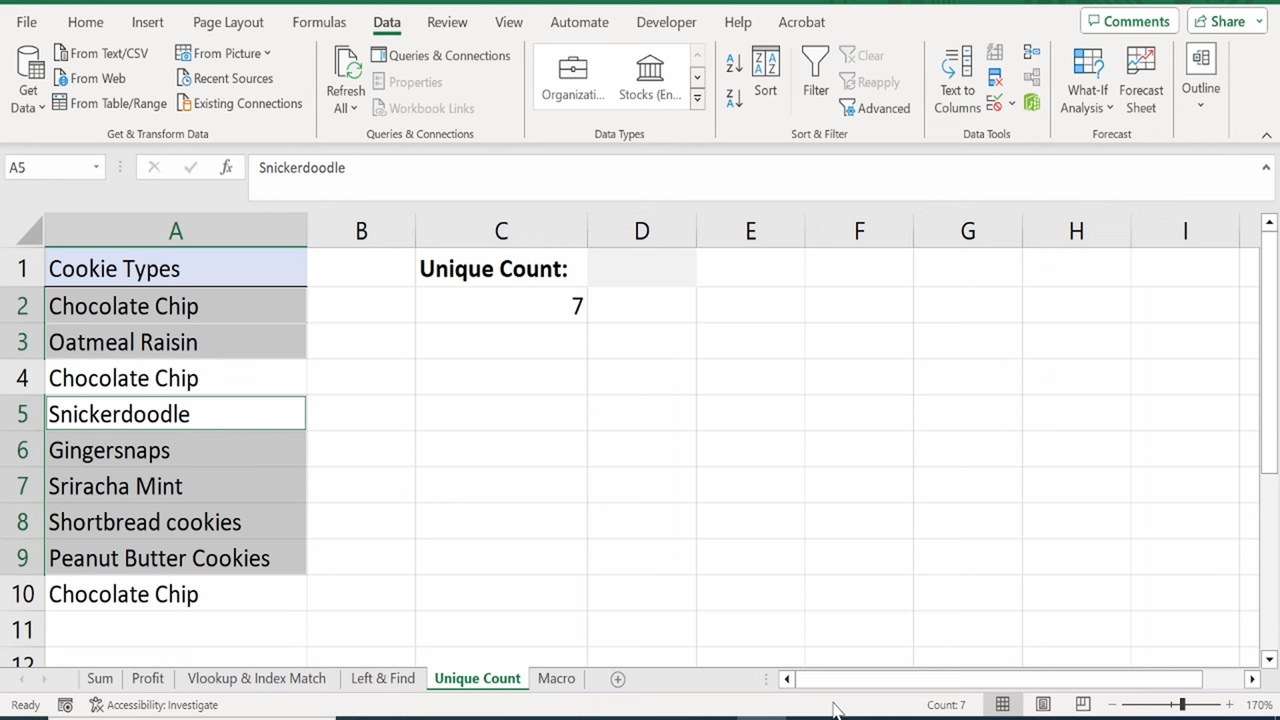 File Home Insert Page Layout Formulas Data Review View Automate Developer Help Acrobat Comments Share
Get Data
From Text/CSV
From Web
From Table/Range
From Picture
Recent Sources
Existing Connections
Get & Transform Data
Refresh All
Queries & Connections
Properties
Workbook Links
Queries & Connections
Organizati...
Stocks (En...
Data Types
A Z
Z A
Z A A Z
Sort
Filter
Clear
Reapply
Advanced
Sort & Filter
Text to Columns
Data Tools
What-If Analysis
Forecast Sheet
Forecast
Outline
A5 fx Snickerdoodle
A B C D E F G H I
1 Cookie Types Unique Count:
2 Chocolate Chip 7
3 Oatmeal Raisin
4 Chocolate Chip
5 Snickerdoodle
6 Gingersnaps
7 Sriracha Mint
8 Shortbread cookies
9 Peanut Butter Cookies
10 Chocolate Chip
11
12
Sum Profit Vlookup & Index Match Left & Find Unique Count Macro
Ready Accessibility: Investigate Count: 7 170%